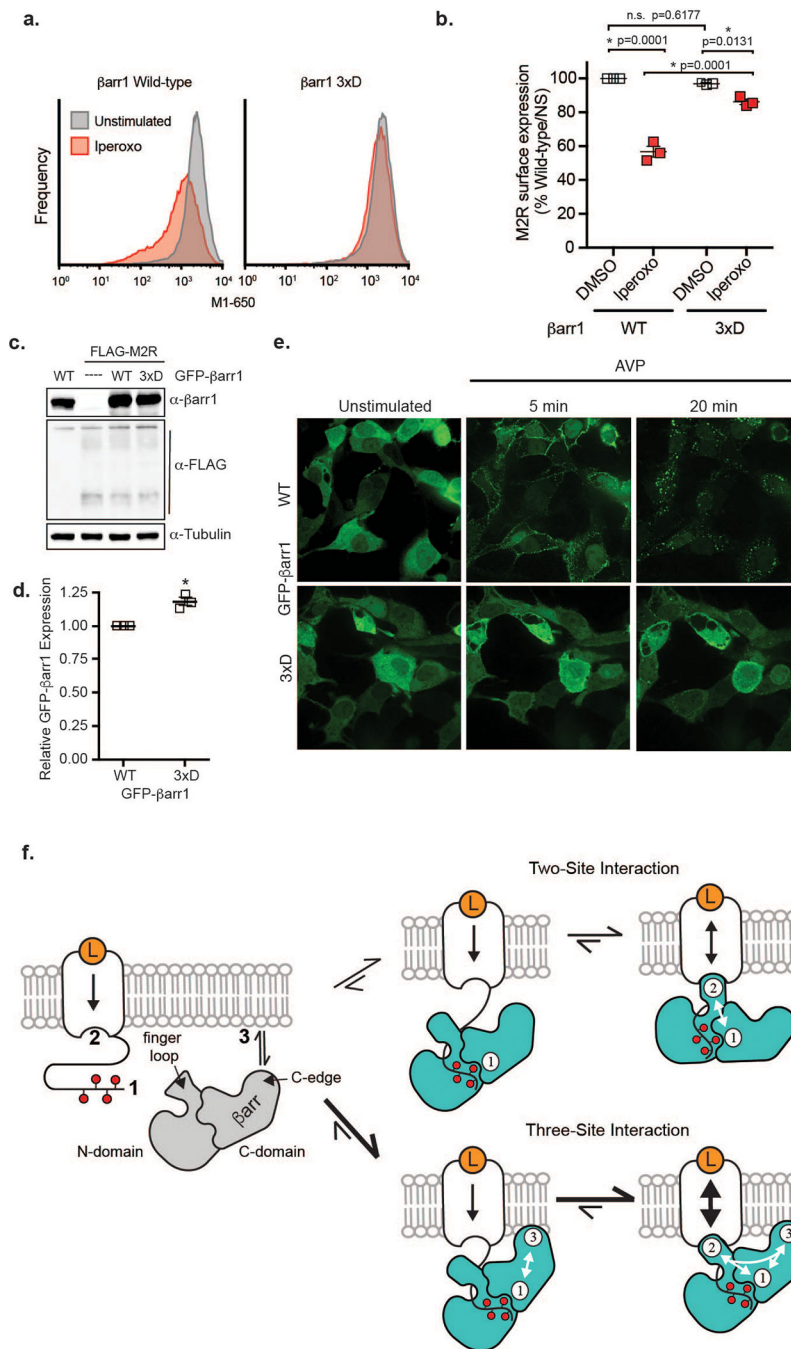 a.
βarr1 Wild-type
βarr1 3xD
Unstimulated
Iperoxo
Frequency
10⁰ 10¹ 10² 10³ 10⁴
10⁰ 10¹ 10² 10³ 10⁴
M1-650
b.
n.s. p=0.6177
* p=0.0001
*
p=0.0131
* p=0.0001
M2R surface expression
(% Wild-type/NS)
100
80
60
40
20
0
DMSO
Iperoxo
DMSO
Iperoxo
βarr1
WT
3xD
c.
FLAG-M2R
WT ---- WT 3xD GFP-βarr1
α-βarr1
α-FLAG
α-Tubulin
d.
*
Relative GFP-βarr1 Expression
1.25
1.00
0.75
0.50
0.25
0.00
WT
3xD
GFP-βarr1
e.
AVP
Unstimulated
5 min
20 min
WT
GFP-βarr1
3xD
f.
Two-Site Interaction
L
L
L
2
2
1
1
finger
loop
3
1
C-edge
βarr
N-domain
C-domain
Three-Site Interaction
L
L
3
1
2
3
1